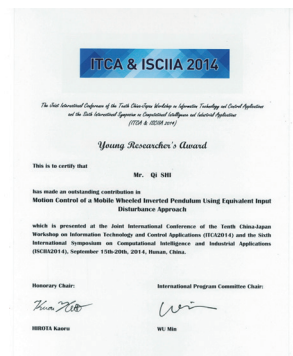 ITCA & ISCIIA 2014
The Joint International Conference of the Tenth China-Japan Workshop on Information Technology and Control Applications
and the Sixth International Symposium on Computational Intelligence and Industrial Applications
(ITCA & ISCIIA 2014)
Young Researcher's Award
This is to certify that
Mr. Qi SHI
has made an outstanding contribution in
Motion Control of a Mobile Wheeled Inverted Pendulum Using Equivalent Input
Disturbance Approach
which is presented at the Joint International Conference of the Tenth China-Japan
Workshop on Information Technology and Control Applications (ITCA2014) and the Sixth
International Symposium on Computational Intelligence and Industrial Applications
(ISCIIA2014), September 15th-20th, 2014, Hunan, China.
Honorary Chair:
International Program Committee Chair:
HIROTA Kaoru
WU Min